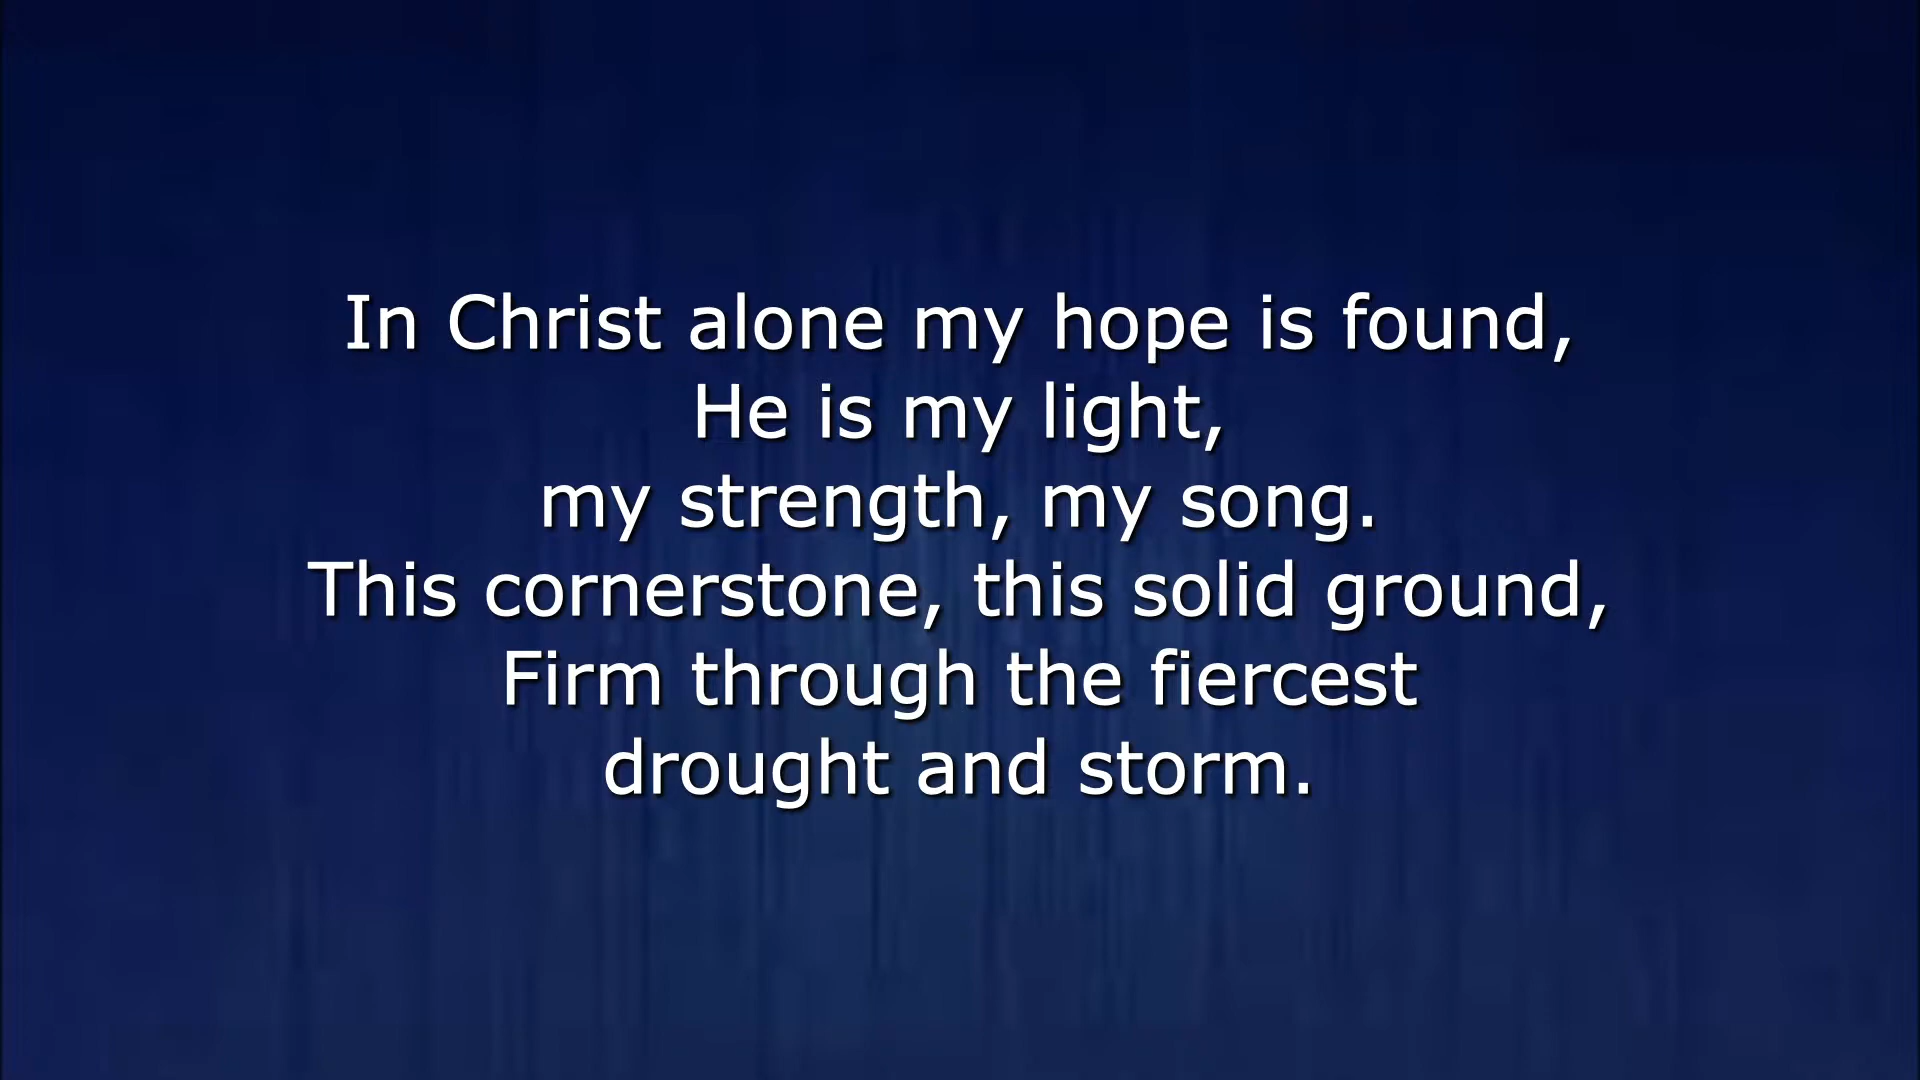 In Christ alone my hope is found,
He is my light,
my strength, my song.
This cornerstone, this solid ground,
Firm through the fiercest
drought and storm.